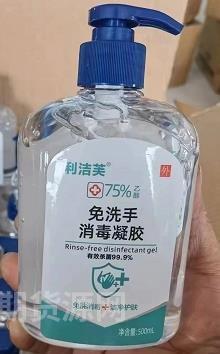 利洁芙®
75%乙醇
外
免洗手
消毒凝胶
Rinse-free disinfectant gel
有效杀菌99.9%
净含量:500mL